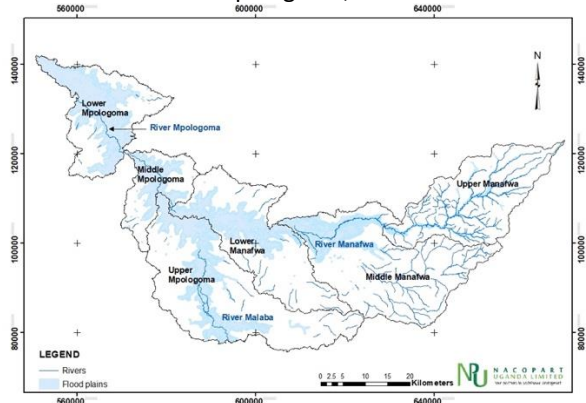 560000 600000 640000
140000 140000
N
Lower
Mpologoma
River Mpologoma
120000 120000
Middle
Mpologoma
Upper Manafwa
100000 100000
Lower
Manafwa
River Manafwa
Middle Manafwa
Upper
Mpologoma
River Malaba
80000 80000
LEGEND
Rivers
Flood plains
0 2.5 5 10 15 20
Kilometers
NU
NACOPART
UGANDA LIMITED
560000 600000 640000